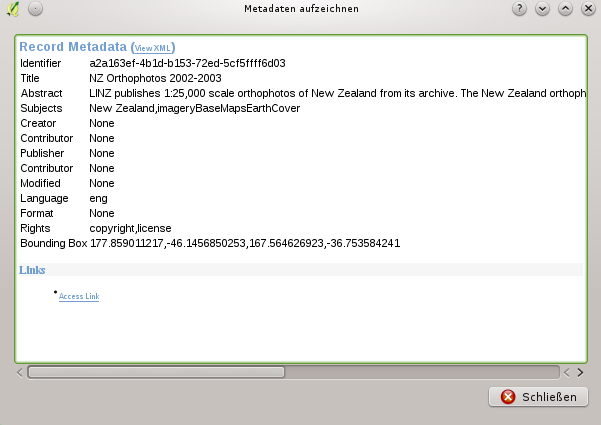 Metadaten aufzeichnen
Record Metadata (View XML)
Identifier a2a163ef-4b1d-b153-72ed-5cf5ffff6d03
Title NZ Orthophotos 2002-2003
Abstract LINZ publishes 1:25,000 scale orthophotos of New Zealand from its archive. The New Zealand orthoph
Subjects New Zealand,imageryBaseMapsEarthCover
Creator None
Contributor None
Publisher None
Contributor None
Modified None
Language eng
Format None
Rights copyright,license
Bounding Box 177.859011217,-46.1456850253,167.564626923,-36.753584241
Links
Access Link
Schließen